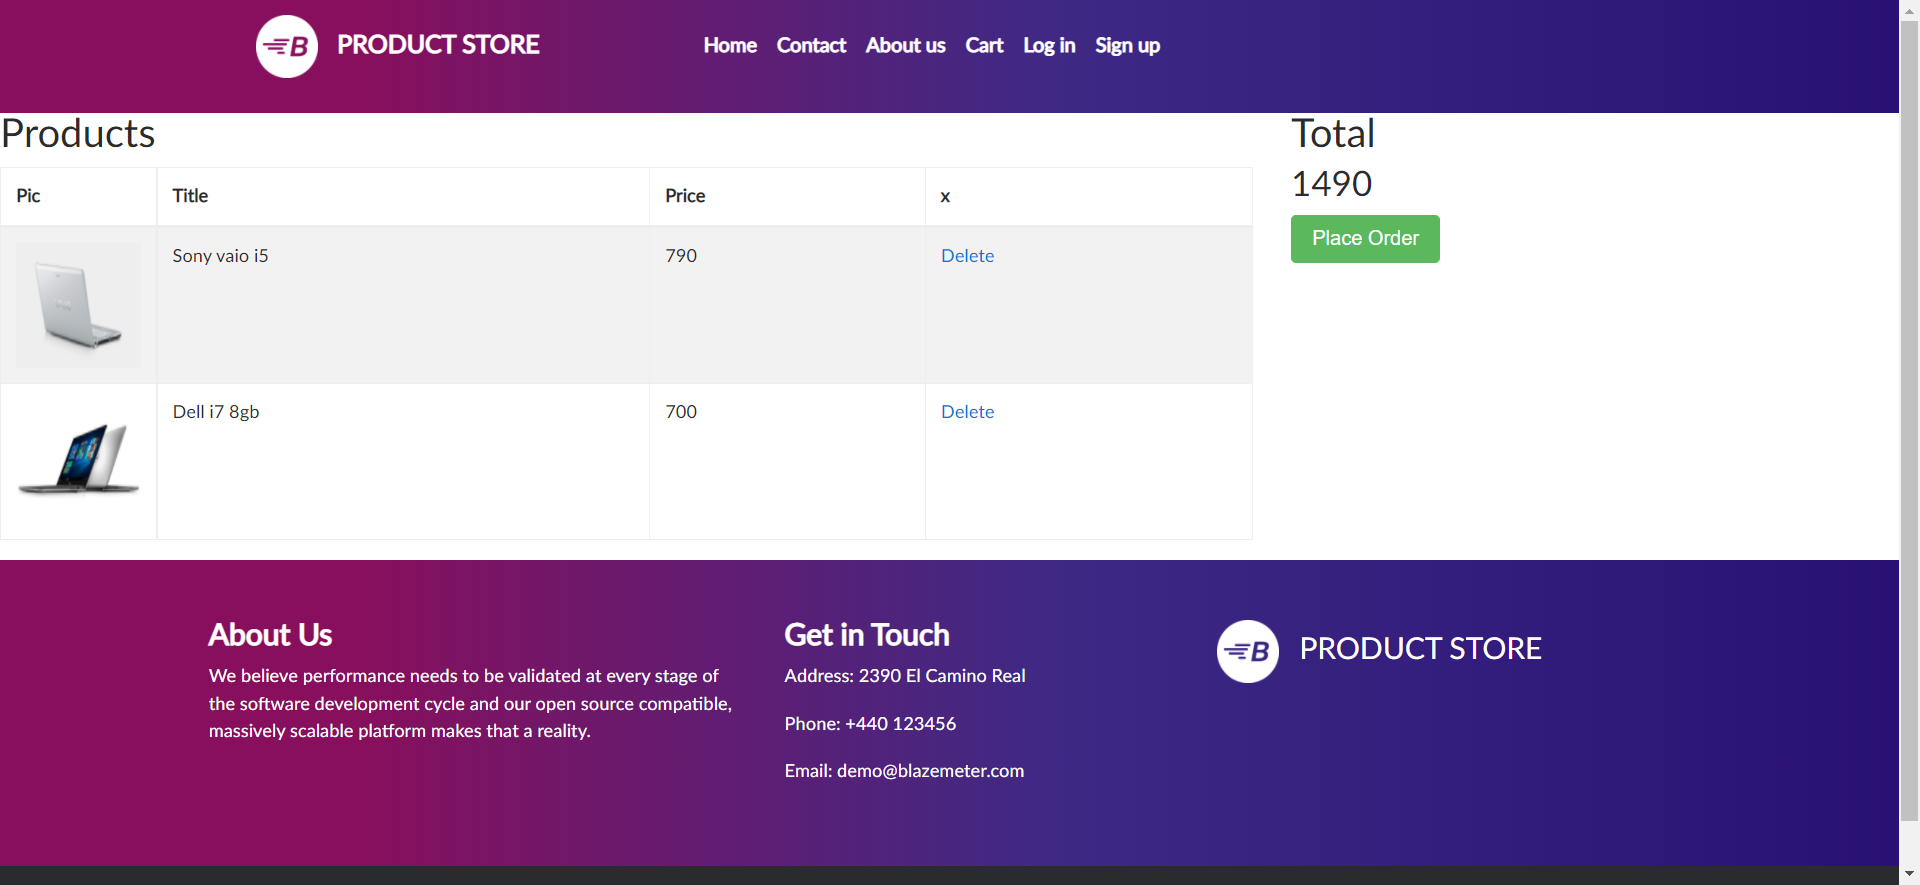 B PRODUCT STORE
Home Contact About us Cart Log in Sign up
Products
Pic Title Price x
Sony vaio i5 790 Delete
Dell i7 8gb 700 Delete
Total
1490
Place Order
About Us
We believe performance needs to be validated at every stage of
the software development cycle and our open source compatible,
massively scalable platform makes that a reality.
Get in Touch
Address: 2390 El Camino Real
Phone: +440 123456
Email: demo@blazemeter.com
B PRODUCT STORE